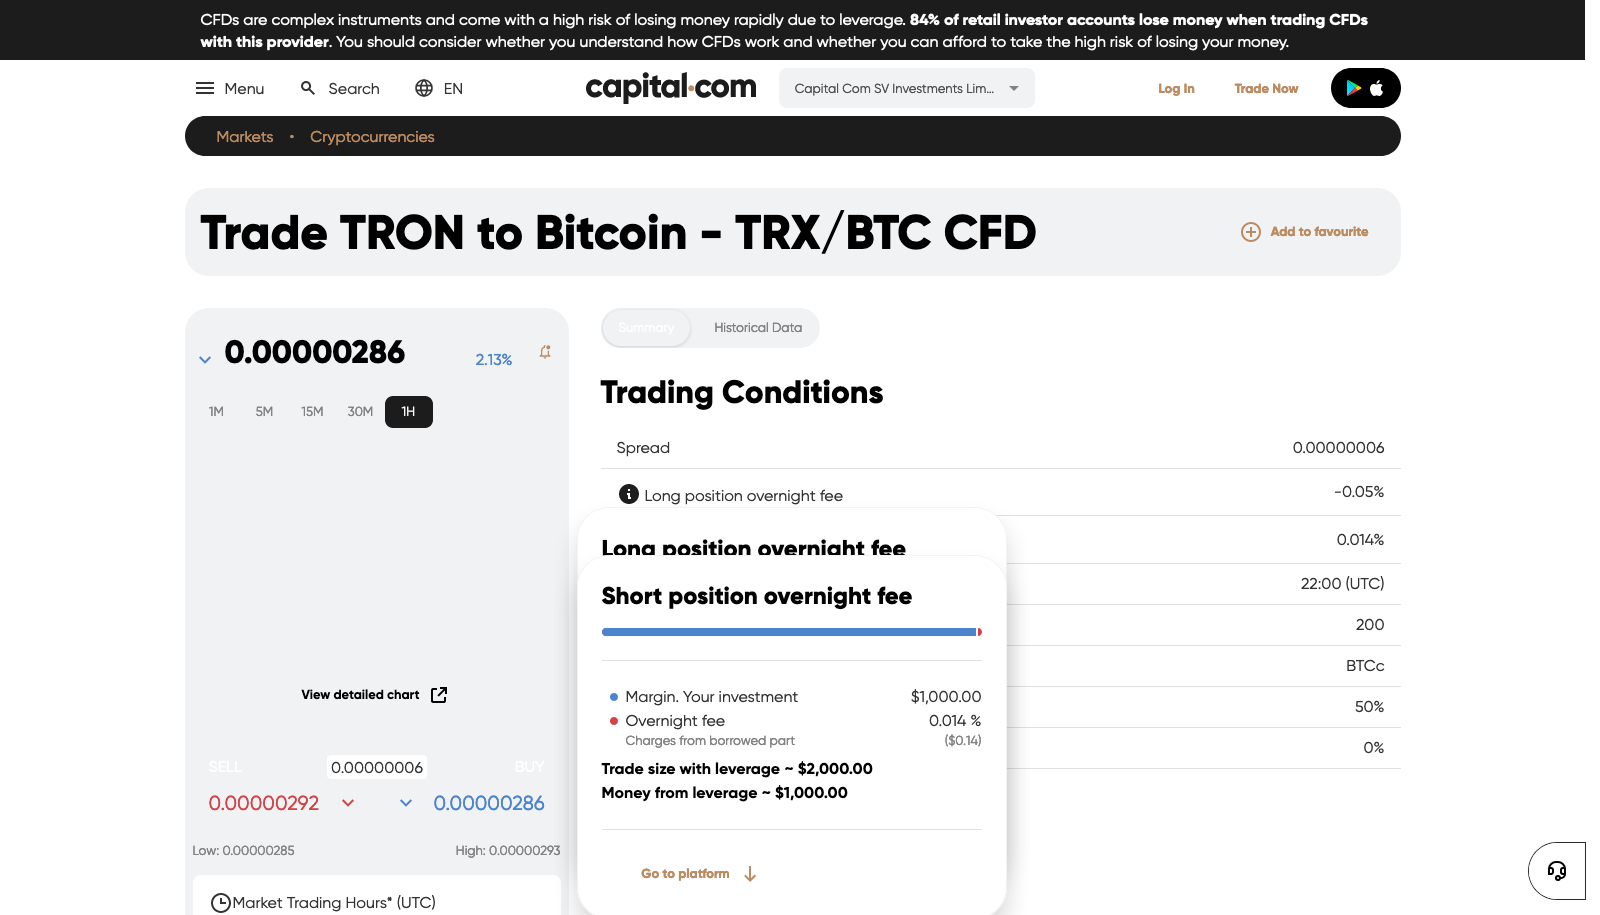 CFDs are complex instruments and come with a high risk of losing money rapidly due to leverage. 84% of retail investor accounts lose money when trading CFDs
with this provider. You should consider whether you understand how CFDs work and whether you can afford to take the high risk of losing your money.
Menu
Search
EN
capital.com
Capital Com SV Investments Lim...
Log In
Trade Now
Markets • Cryptocurrencies
Trade TRON to Bitcoin - TRX/BTC CFD
Add to favourite
0.00000286
2.13%
1M 5M 15M 30M 1H
View detailed chart
SELL
0.00000006
BUY
0.00000292
0.00000286
Low: 0.00000285
High: 0.00000293
Market Trading Hours* (UTC)
Summary
Historical Data
Trading Conditions
Spread 0.00000006
Long position overnight fee -0.05%
0.014%
22:00 (UTC)
200
BTCc
50%
0%
Long position overnight fee
Short position overnight fee
Margin. Your investment $1,000.00
Overnight fee 0.014 %
Charges from borrowed part ($0.14)
Trade size with leverage ~ $2,000.00
Money from leverage ~ $1,000.00
Go to platform